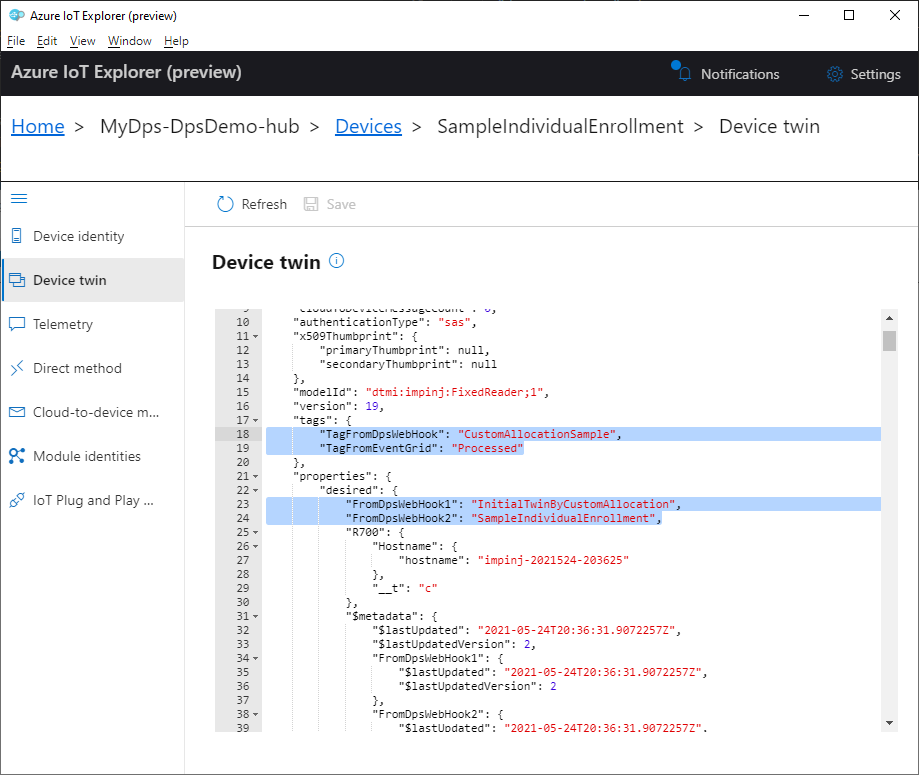 Azure IoT Explorer (preview)
File Edit View Window Help
Azure IoT Explorer (preview) Notifications Settings
Home > MyDps-DpsDemo-hub > Devices > SampleIndividualEnrollment > Device twin
Refresh Save
Device identity
Device twin
Telemetry
Direct method
Cloud-to-device m...
Module identities
IoT Plug and Play ...
Device twin
9 "cloudToDeviceMessageCount": 0,
10 "authenticationType": "sas",
11 "x509Thumbprint": {
12 "primaryThumbprint": null,
13 "secondaryThumbprint": null
14 },
15 "modelId": "dtmi:impinj:FixedReader;1",
16 "version": 19,
17 "tags": {
18 "TagFromDpsWebHook": "CustomAllocationSample",
19 "TagFromEventGrid": "Processed"
20 },
21 "properties": {
22 "desired": {
23 "FromDpsWebHook1": "InitialTwinByCustomAllocation",
24 "FromDpsWebHook2": "SampleIndividualEnrollment",
25 "R700": {
26 "Hostname": {
27 "hostname": "impinj-2021524-203625"
28 },
29 "__t": "c"
30 },
31 "$metadata": {
32 "$lastUpdated": "2021-05-24T20:36:31.9072257Z",
33 "$lastUpdatedVersion": 2,
34 "FromDpsWebHook1": {
35 "$lastUpdated": "2021-05-24T20:36:31.9072257Z",
36 "$lastUpdatedVersion": 2
37 },
38 "FromDpsWebHook2": {
39 "$lastUpdated": "2021-05-24T20:36:31.9072257Z",